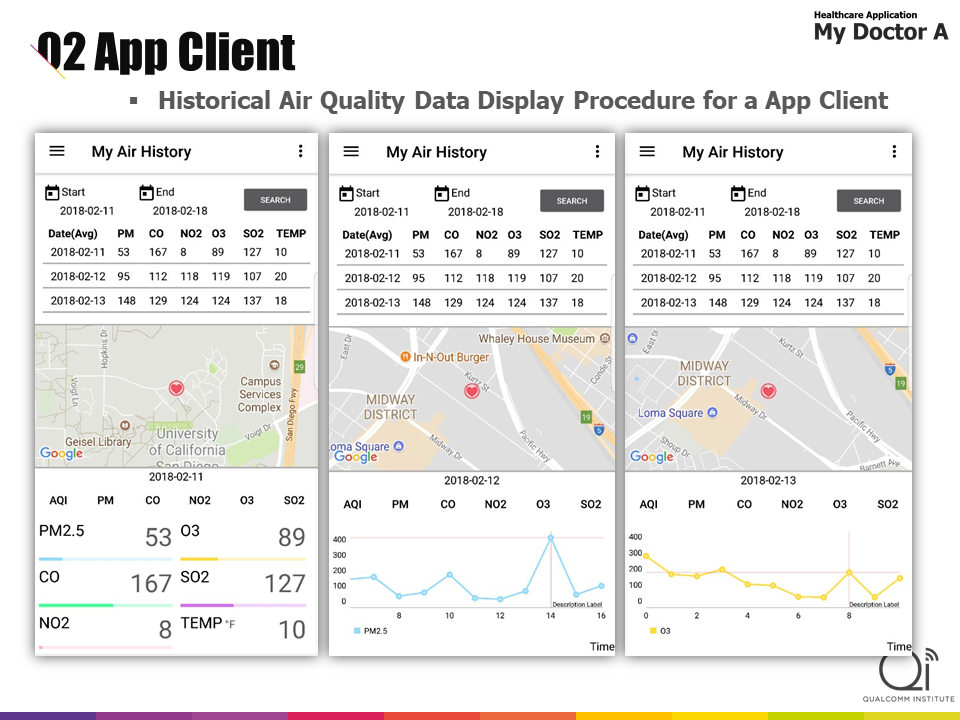 Healthcare Application
My Doctor A
02 App Client
▪ Historical Air Quality Data Display Procedure for a App Client
My Air History
Start End
2018-02-11 2018-02-18 SEARCH
Date(Avg) PM CO NO2 O3 SO2 TEMP
2018-02-11 53 167 8 89 127 10
2018-02-12 95 112 118 119 107 20
2018-02-13 148 129 124 124 137 18
Hopkins Dr
Voigt Ln
29
Campus
Services
Complex
San Diego Fwy
Geisel Library
University
of California
San Diego
Voigt Dr
Google
2018-02-11
AQI PM CO NO2 O3 SO2
PM2.5 53 O3 89
CO 167 SO2 127
NO2 8 TEMP °F 10
My Air History
Start End
2018-02-11 2018-02-18 SEARCH
Date(Avg) PM CO NO2 O3 SO2 TEMP
2018-02-11 53 167 8 89 127 10
2018-02-12 95 112 118 119 107 20
2018-02-13 148 129 124 124 137 18
East Dr
Whaley House Museum
In-N-Out Burger
Kurtz St
Conde S
MIDWAY
DISTRICT
19
5
oma Square
Midway Dr
Pacific Hwy
Google
2018-02-12
AQI PM CO NO2 O3 SO2
400
300
200
100
0
Description Label
8 10 12 14 16
PM2.5
Time
My Air History
Start End
2018-02-11 2018-02-18 SEARCH
Date(Avg) PM CO NO2 O3 SO2 TEMP
2018-02-11 53 167 8 89 127 10
2018-02-12 95 112 118 119 107 20
2018-02-13 148 129 124 124 137 18
East Dr
Kurtz St
MIDWAY
DISTRICT
5
19
Loma Square
Midway Dr
Pacific Hwy
Shoup Dr
Barnett Ave
Google
2018-02-13
AQI PM CO NO2 O3 SO2
400
300
200
100
0
Description Label
0 2 4 6 8
O3
Time
Qi
QUALCOMM INSTITUTE